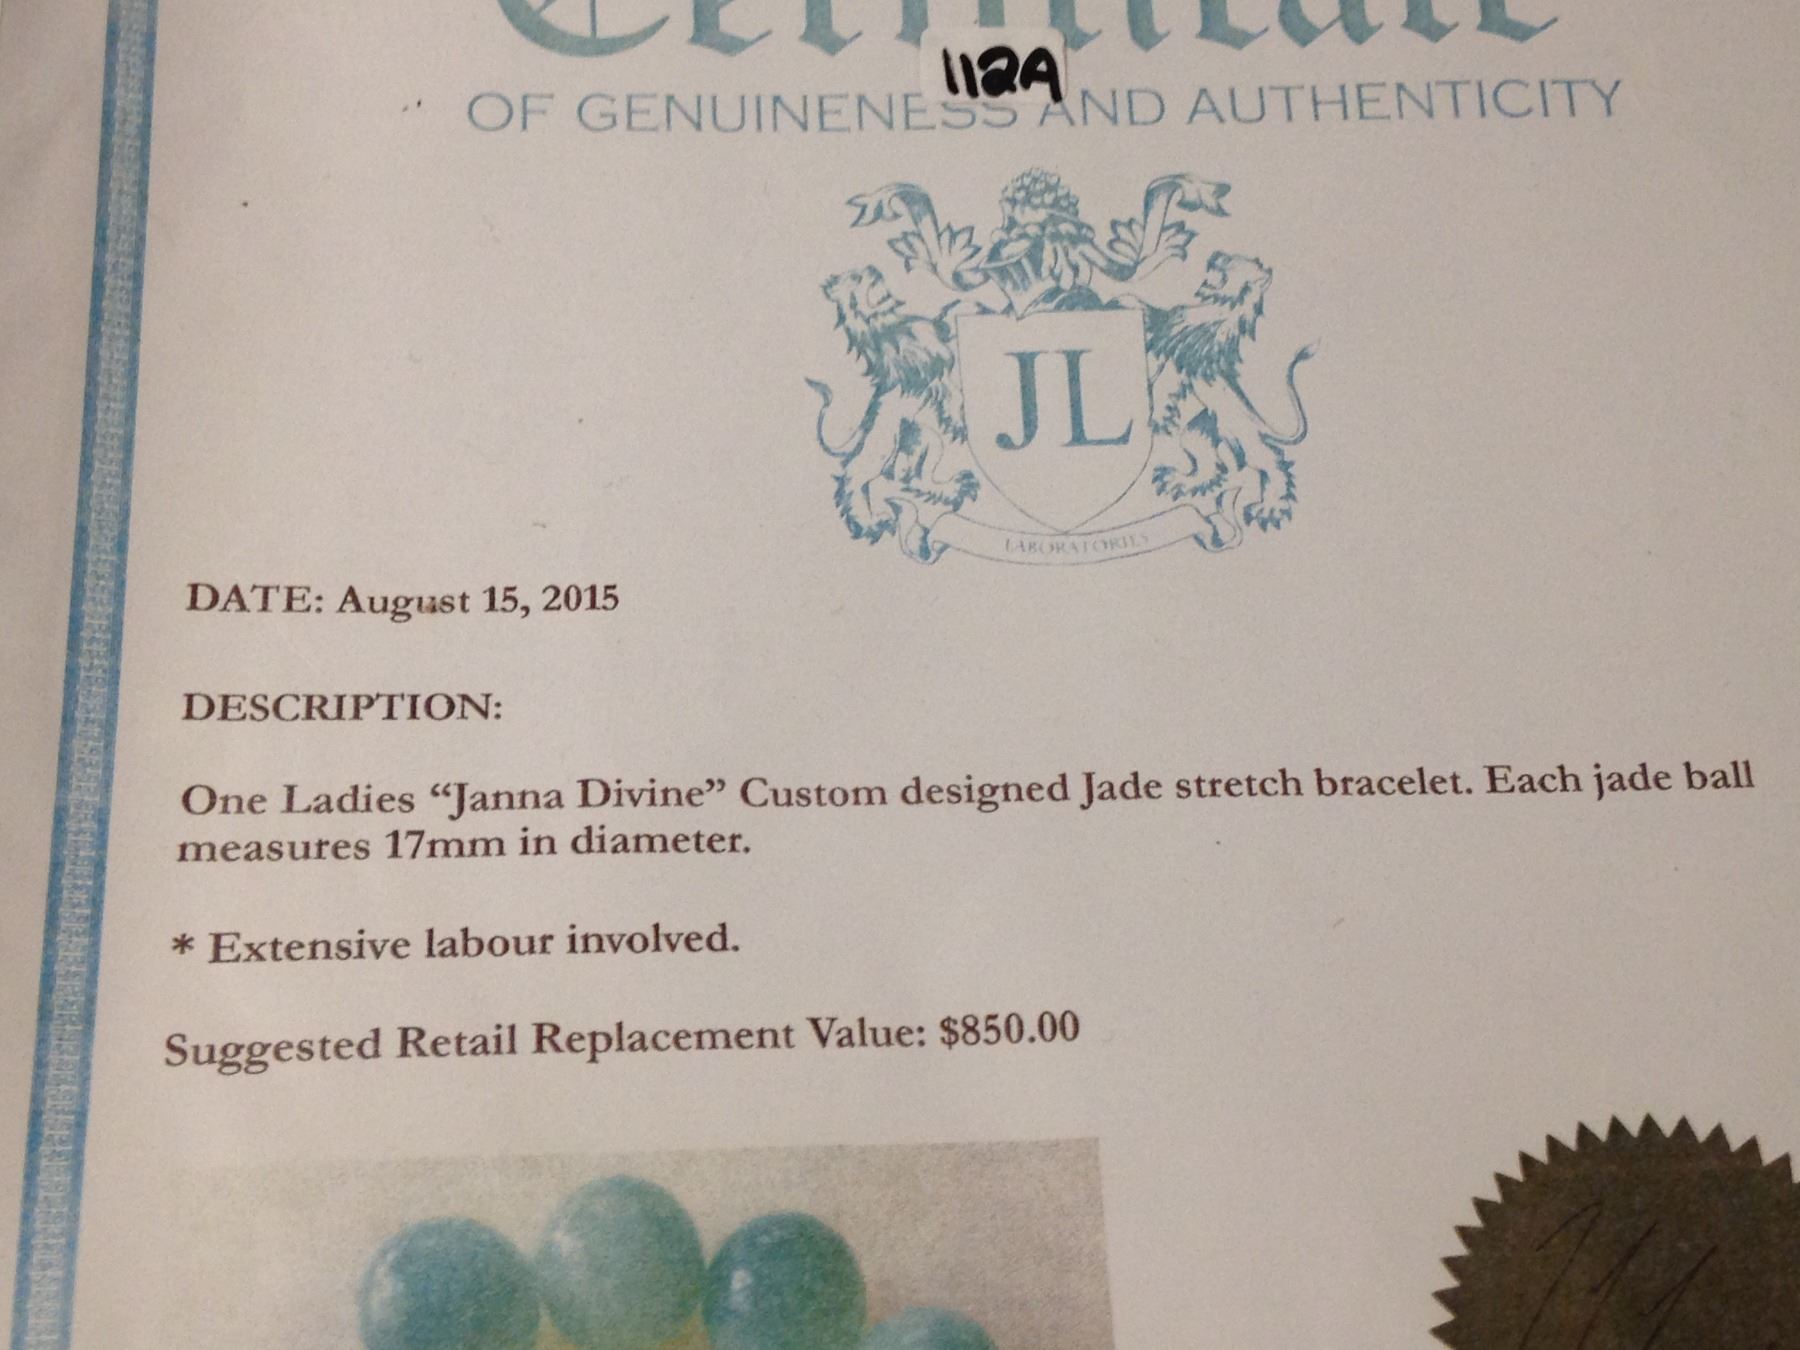 Certificate
112A
OF GENUINENESS AND AUTHENTICITY
JL
LABORATORIES
DATE: August 15, 2015
DESCRIPTION:
One Ladies “Janna Divine” Custom designed Jade stretch bracelet. Each jade ball
measures 17mm in diameter.
* Extensive labour involved.
Suggested Retail Replacement Value: $850.00